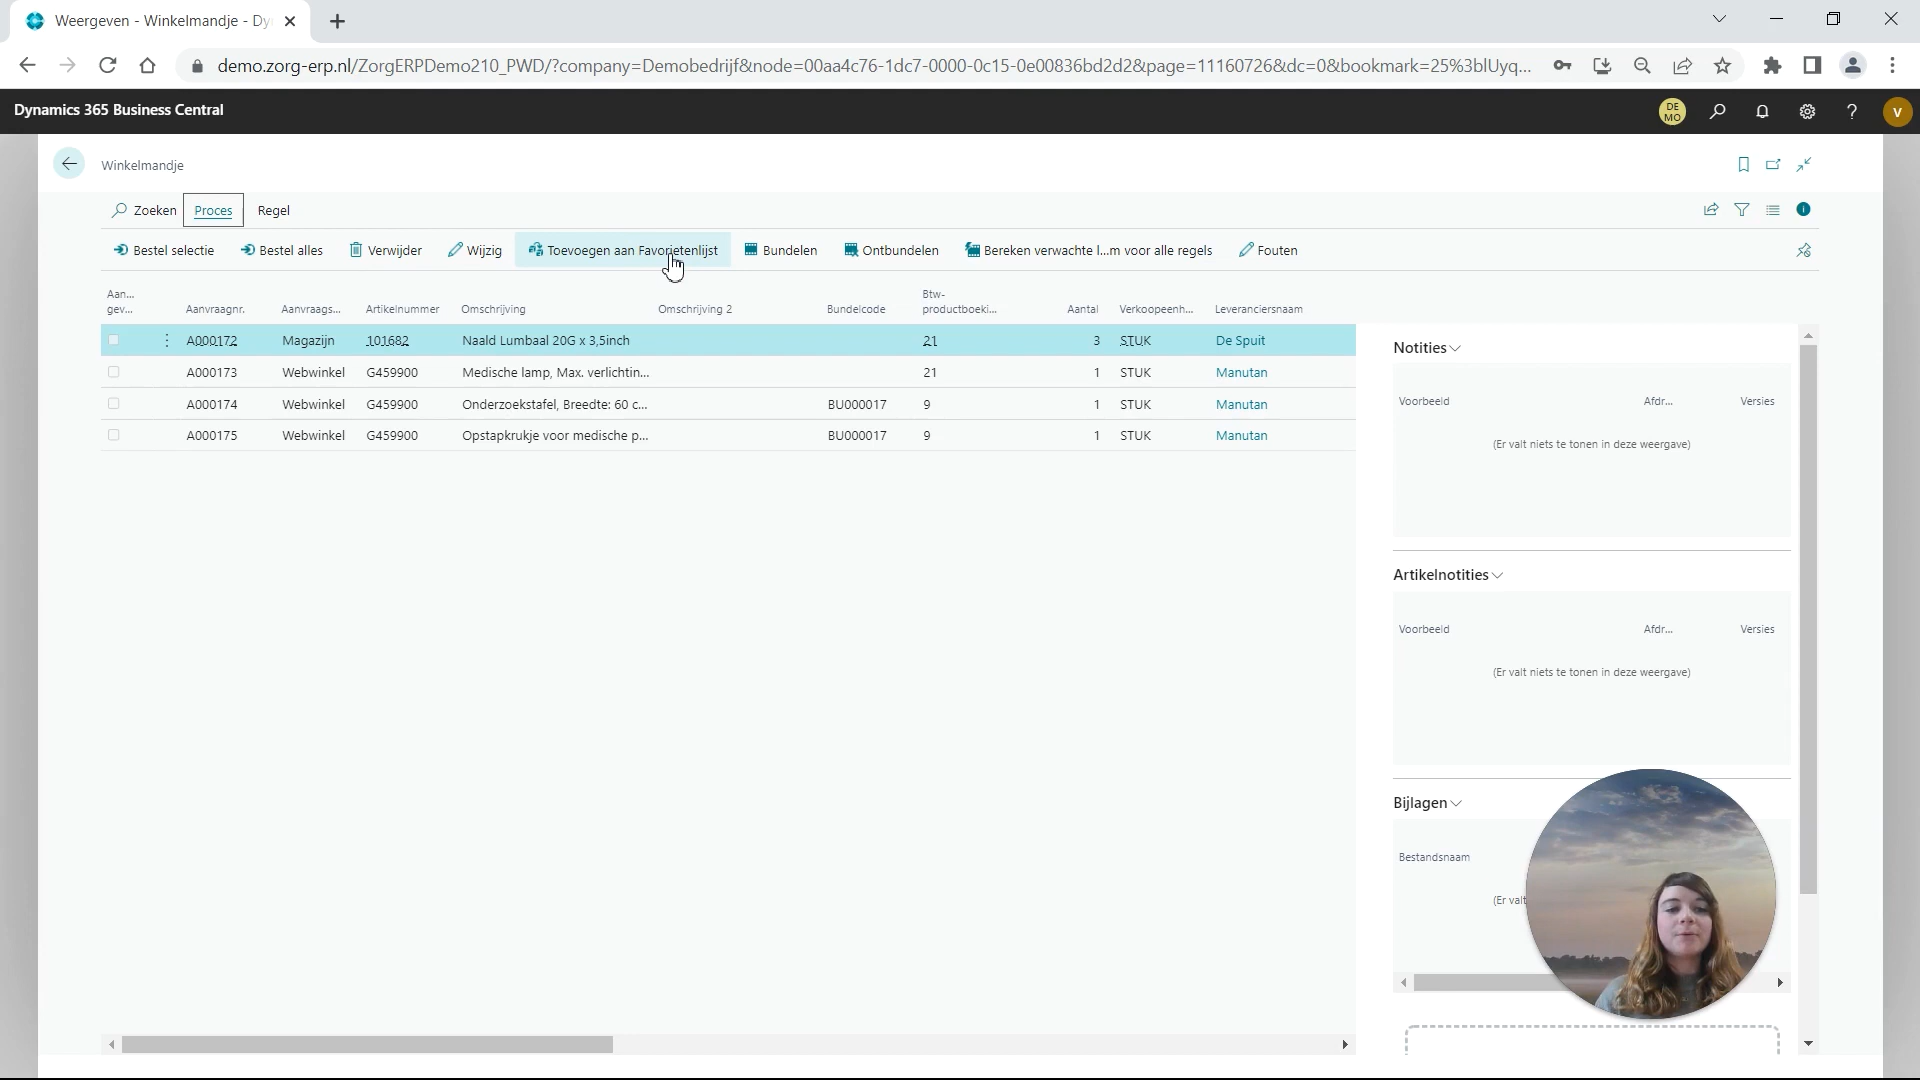 Weergeven - Winkelmandje - Dy
demo.zorg-erp.nl/ZorgERPDemo210_PWD/?company=Demobedrijf&node=00aa4c76-1dc7-0000-0c15-0e00836bd2d2&page=11160726&dc=0&bookmark=25%3blUyq...
Dynamics 365 Business Central
DE MO
?
V
Winkelmandje
Zoeken Proces Regel
Bestel selectie Bestel alles Verwijder Wijzig Toevoegen aan Favorietenlijst Bundelen Ontbundelen Bereken verwachte l...m voor alle regels Fouten
Aan... gev... Aanvraagnr. Aanvraags... Artikelnummer Omschrijving Omschrijving 2 Bundelcode Btw-productboeki... Aantal Verkoopeenh... Leveranciersnaam
A000172 Magazijn 101682 Naald Lumbaal 20G x 3,5inch 21 3 STUK De Spuit
A000173 Webwinkel G459900 Medische lamp, Max. verlichtin... 21 1 STUK Manutan
A000174 Webwinkel G459900 Onderzoekstafel, Breedte: 60 c... BU000017 9 1 STUK Manutan
A000175 Webwinkel G459900 Opstapkrukje voor medische p... BU000017 9 1 STUK Manutan
Notities
Voorbeeld Afdr... Versies
(Er valt niets te tonen in deze weergave)
Artikelnotities
Voorbeeld Afdr... Versies
(Er valt niets te tonen in deze weergave)
Bijlagen
Bestandsnaam
(Er valt